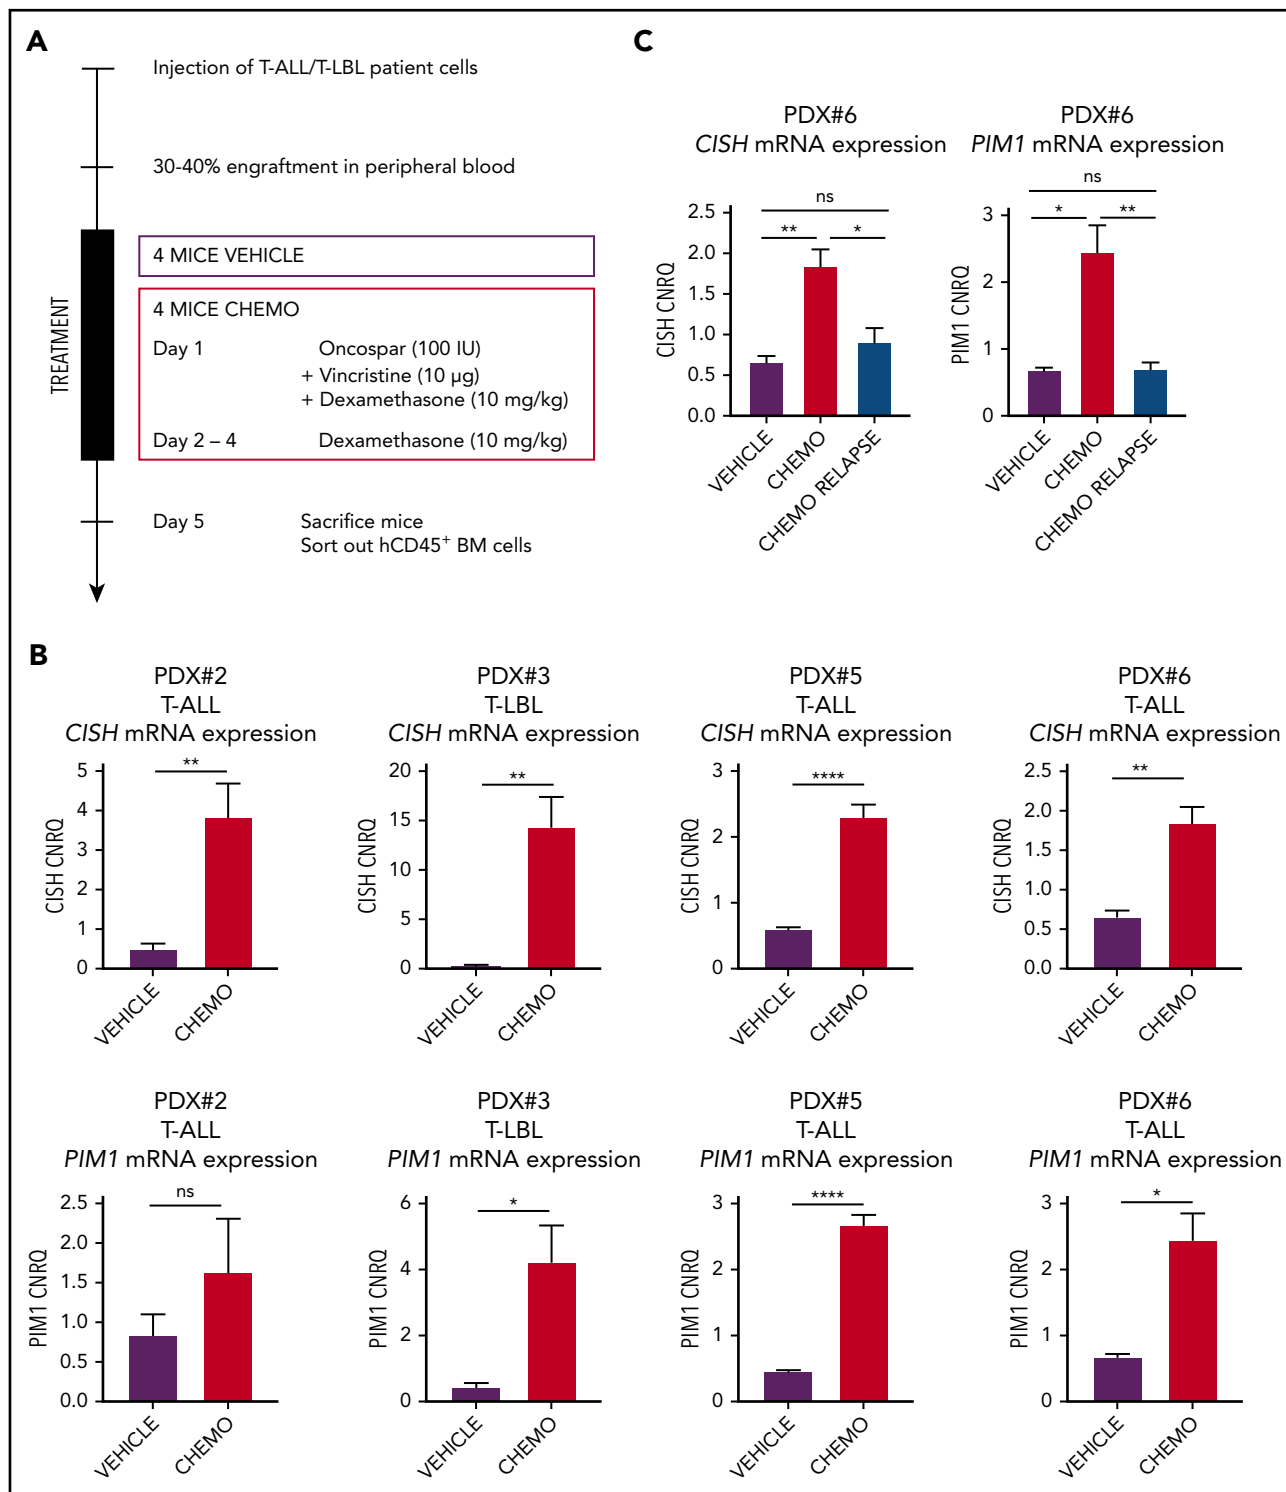 A
Injection of T-ALL/T-LBL patient cells
30-40% engraftment in peripheral blood
TREATMENT
4 MICE VEHICLE
4 MICE CHEMO
Day 1 Oncospar (100 IU)
+ Vincristine (10 µg)
+ Dexamethasone (10 mg/kg)
Day 2 – 4 Dexamethasone (10 mg/kg)
Day 5 Sacrifice mice
Sort out hCD45+ BM cells
C
PDX#6
CISH mRNA expression
CISH CNRQ
2.5
2.0
1.5
1.0
0.5
0.0
ns
** *
VEHICLE
CHEMO
CHEMO RELAPSE
PDX#6
PIM1 mRNA expression
PIM1 CNRQ
3
2
1
0
ns
* **
VEHICLE
CHEMO
CHEMO RELAPSE
B
PDX#2
T-ALL
CISH mRNA expression
CISH CNRQ
5
4
3
2
1
0
**
VEHICLE
CHEMO
PDX#3
T-LBL
CISH mRNA expression
CISH CNRQ
20
15
10
5
0
**
VEHICLE
CHEMO
PDX#5
T-ALL
CISH mRNA expression
CISH CNRQ
3
2
1
0
****
VEHICLE
CHEMO
PDX#6
T-ALL
CISH mRNA expression
CISH CNRQ
2.5
2.0
1.5
1.0
0.5
0.0
**
VEHICLE
CHEMO
PDX#2
T-ALL
PIM1 mRNA expression
PIM1 CNRQ
2.5
2.0
1.5
1.0
0.5
0.0
ns
VEHICLE
CHEMO
PDX#3
T-LBL
PIM1 mRNA expression
PIM1 CNRQ
6
4
2
0
*
VEHICLE
CHEMO
PDX#5
T-ALL
PIM1 mRNA expression
PIM1 CNRQ
3
2
1
0
****
VEHICLE
CHEMO
PDX#6
T-ALL
PIM1 mRNA expression
PIM1 CNRQ
3
2
1
0
*
VEHICLE
CHEMO